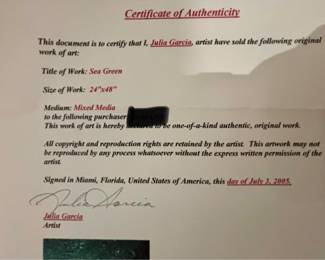 Certificate of Authenticity
This document is to certify that I, Julia Garcia, artist have sold the following original
work of art:
Title of Work: Sea Green
Size of Work: 24"x48"
Medium: Mixed Media
to the following purchaser
This work of art is hereby to be one-of-a-kind authentic, original work.
All copyright and reproduction rights are retained by the artist. This artwork may not
be reproduced by any process whatsoever without the express written permission of the
artist.
Signed in Miami, Florida, United States of America, this day of July 3, 2005.
Julia Garcia
Julia Garcia
Artist